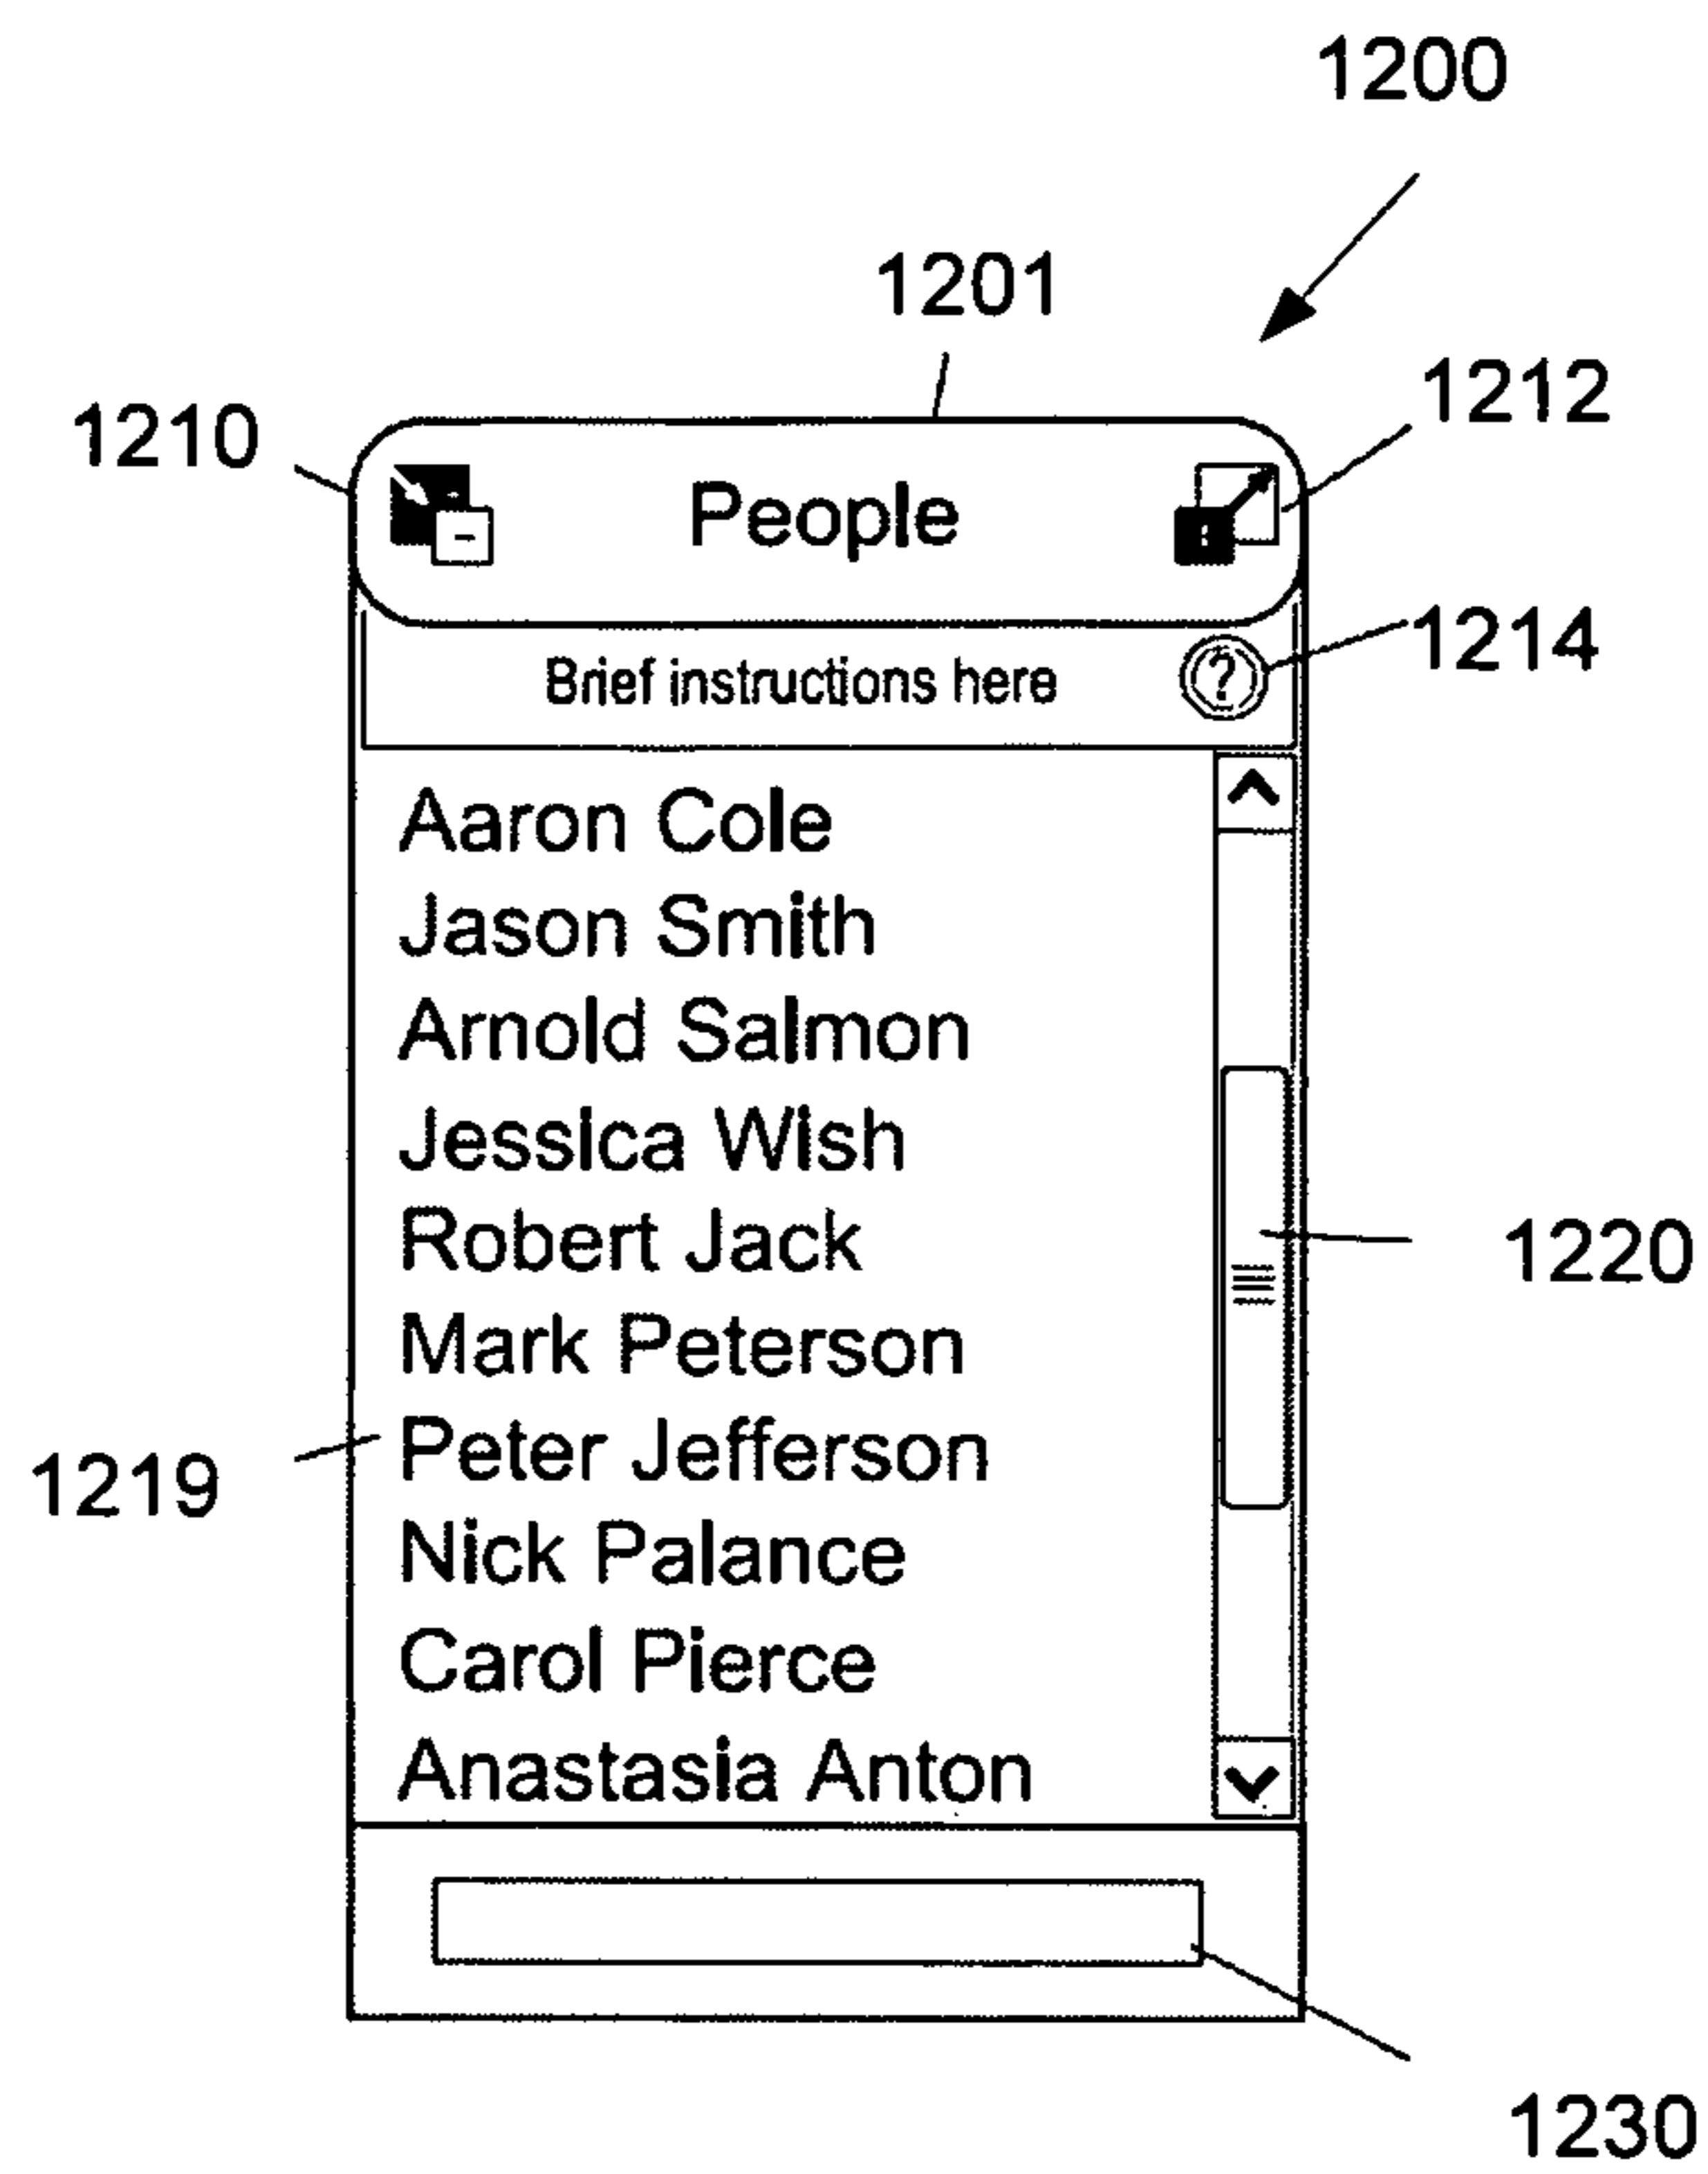 1200
1201
1212
1210
People
1214
Brief instructions here
?
Aaron Cole
Jason Smith
Arnold Salmon
Jessica Wish
Robert Jack
1220
Mark Peterson
Peter Jefferson
1219
Nick Palance
Carol Pierce
Anastasia Anton
1230